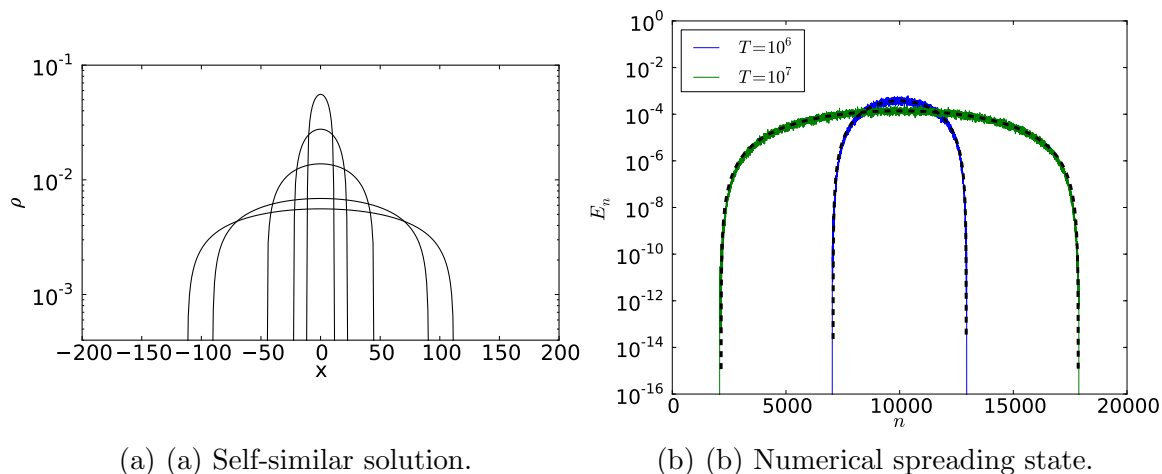 10^{-1}
10^{-2}
10^{-3}
ρ
−200 −150 −100 −50 0 50 100 150 200
x
10^{0}
10^{-2}
10^{-4}
10^{-6}
10^{-8}
10^{-10}
10^{-12}
10^{-14}
10^{-16}
E_n
T=10^6
T=10^7
0 5000 10000 15000 20000
n
(a) (a) Self-similar solution.
(b) (b) Numerical spreading state.